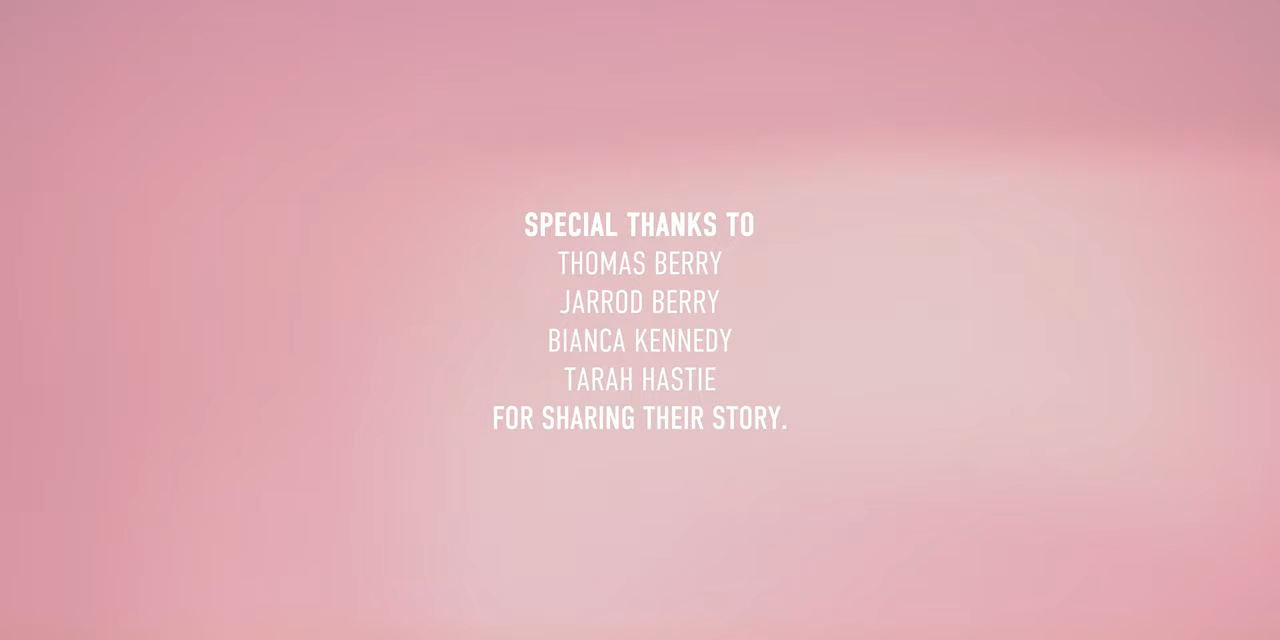 SPECIAL THANKS TO
THOMAS BERRY
JARROD BERRY
BIANCA KENNEDY
TARAH HASTIE
FOR SHARING THEIR STORY.